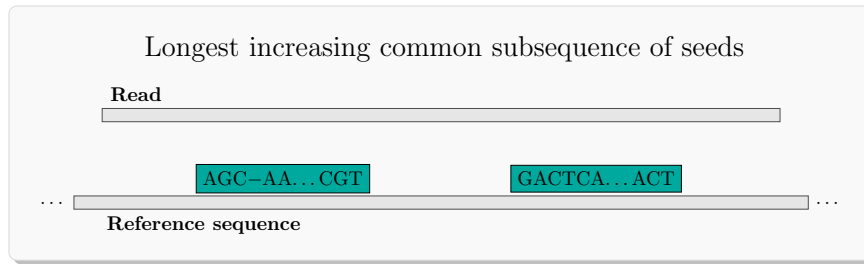 Longest increasing common subsequence of seeds
Read
AGC−AA...CGT GACTCA...ACT
... ...
Reference sequence